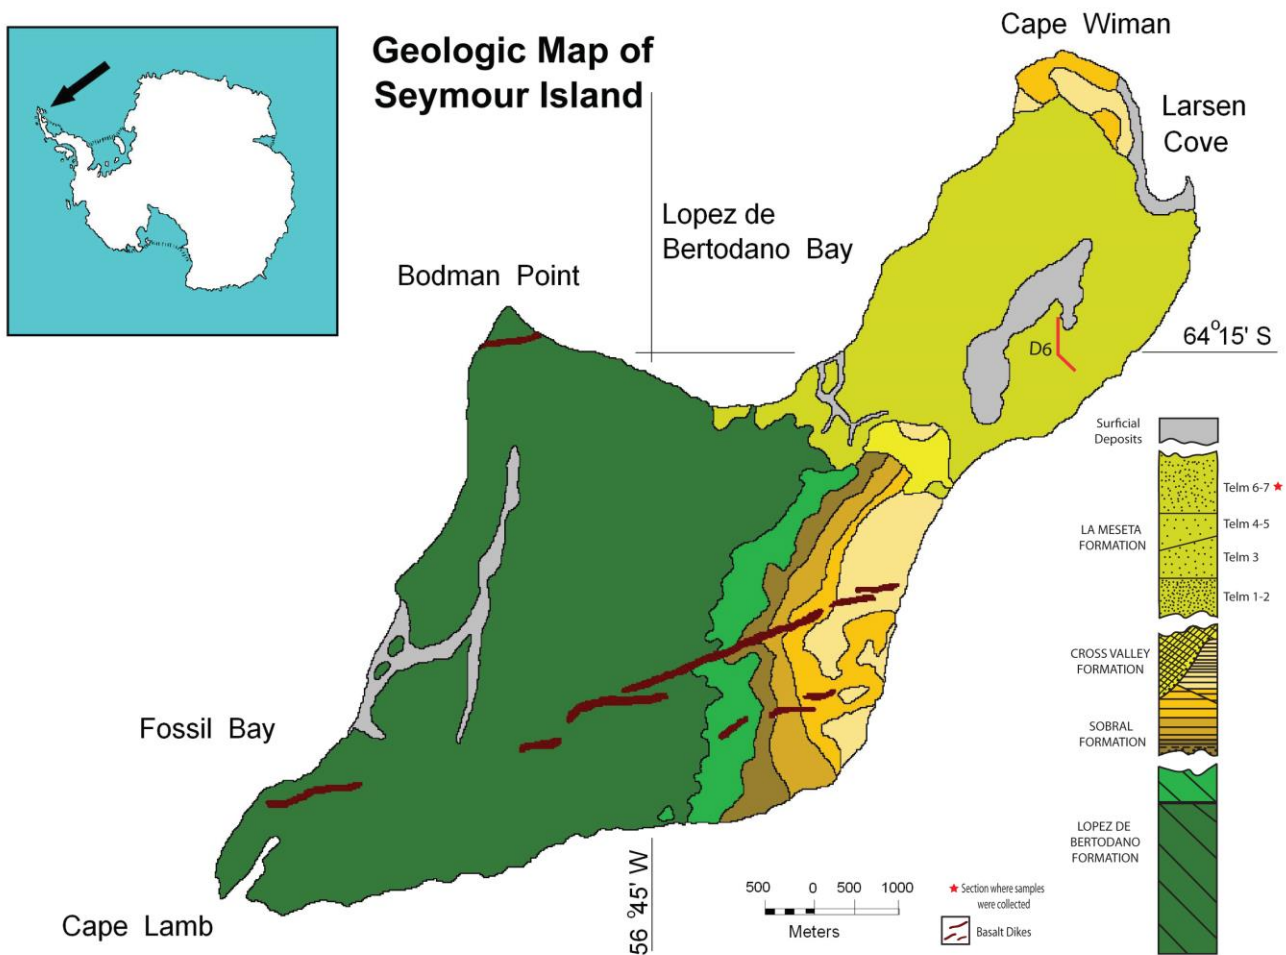 Geologic Map of
Seymour Island
Cape Wiman
Larsen
Cove
Lopez de
Bertodano Bay
Bodman Point
64°15' S
D6
Surficial
Deposits
Telm 6-7
LA MESETA
FORMATION
Telm 4-5
Telm 3
Telm 1-2
CROSS VALLEY
FORMATION
SOBRAL
FORMATION
LOPEZ DE
BERTODANO
FORMATION
Fossil Bay
Cape Lamb
56°45' W
500 0 500 1000
Meters
Section where samples
were collected
Basalt Dikes